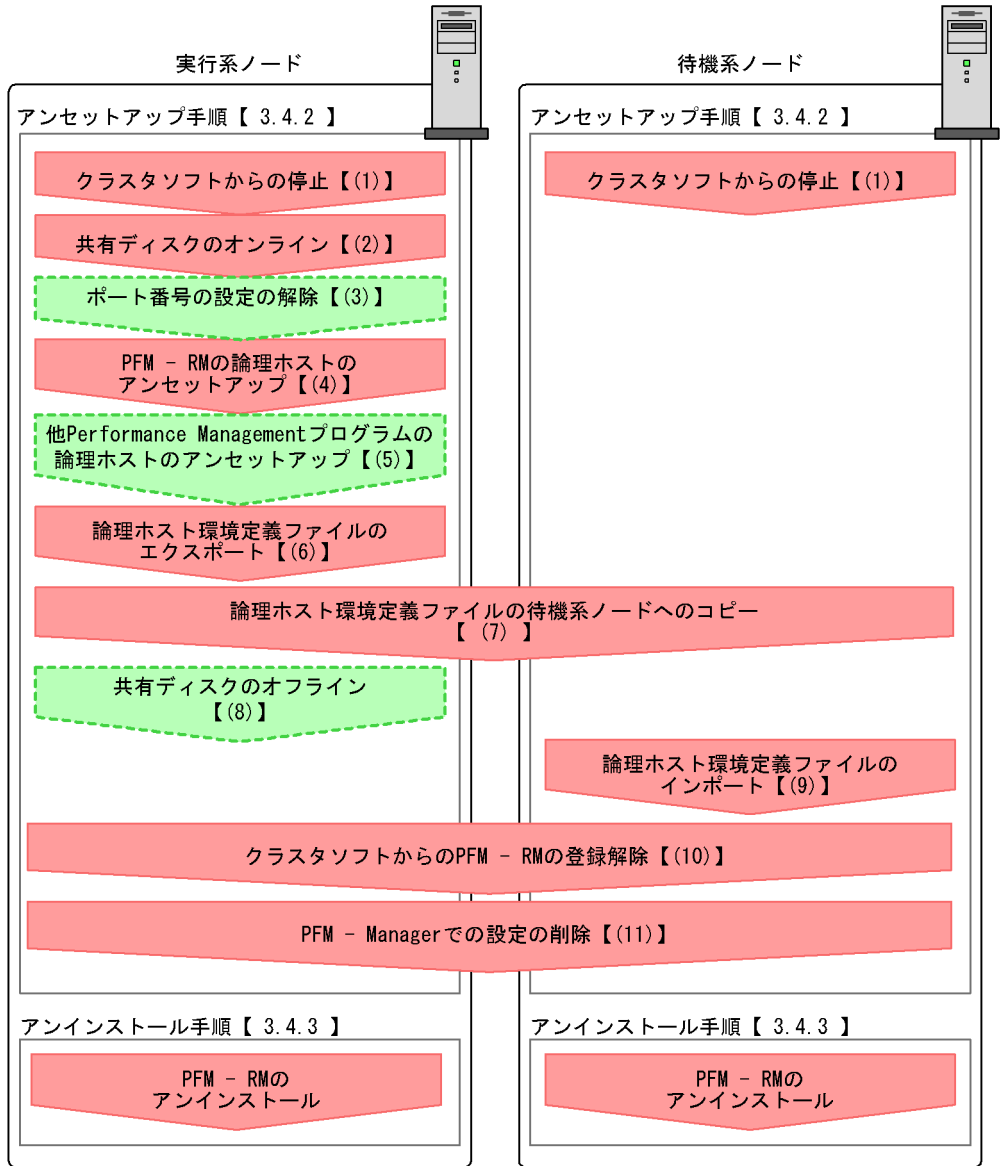 実行系ノード
待機系ノード
アンセットアップ手順【 3.4.2 】
アンセットアップ手順【 3.4.2 】
クラスタソフトからの停止【(1)】
クラスタソフトからの停止【(1)】
共有ディスクのオンライン【(2)】
ポート番号の設定の解除【(3)】
PFM - RMの論理ホストの
アンセットアップ【(4)】
他Performance Managementプログラムの
論理ホストのアンセットアップ【(5)】
論理ホスト環境定義ファイルの
エクスポート【(6)】
論理ホスト環境定義ファイルの待機系ノードへのコピー
【 (7) 】
共有ディスクのオフライン
【(8)】
論理ホスト環境定義ファイルの
インポート【(9)】
クラスタソフトからのPFM - RMの登録解除【(10)】
PFM - Managerでの設定の削除【(11)】
アンインストール手順【 3.4.3 】
アンインストール手順【 3.4.3 】
PFM - RMの
アンインストール
PFM - RMの
アンインストール